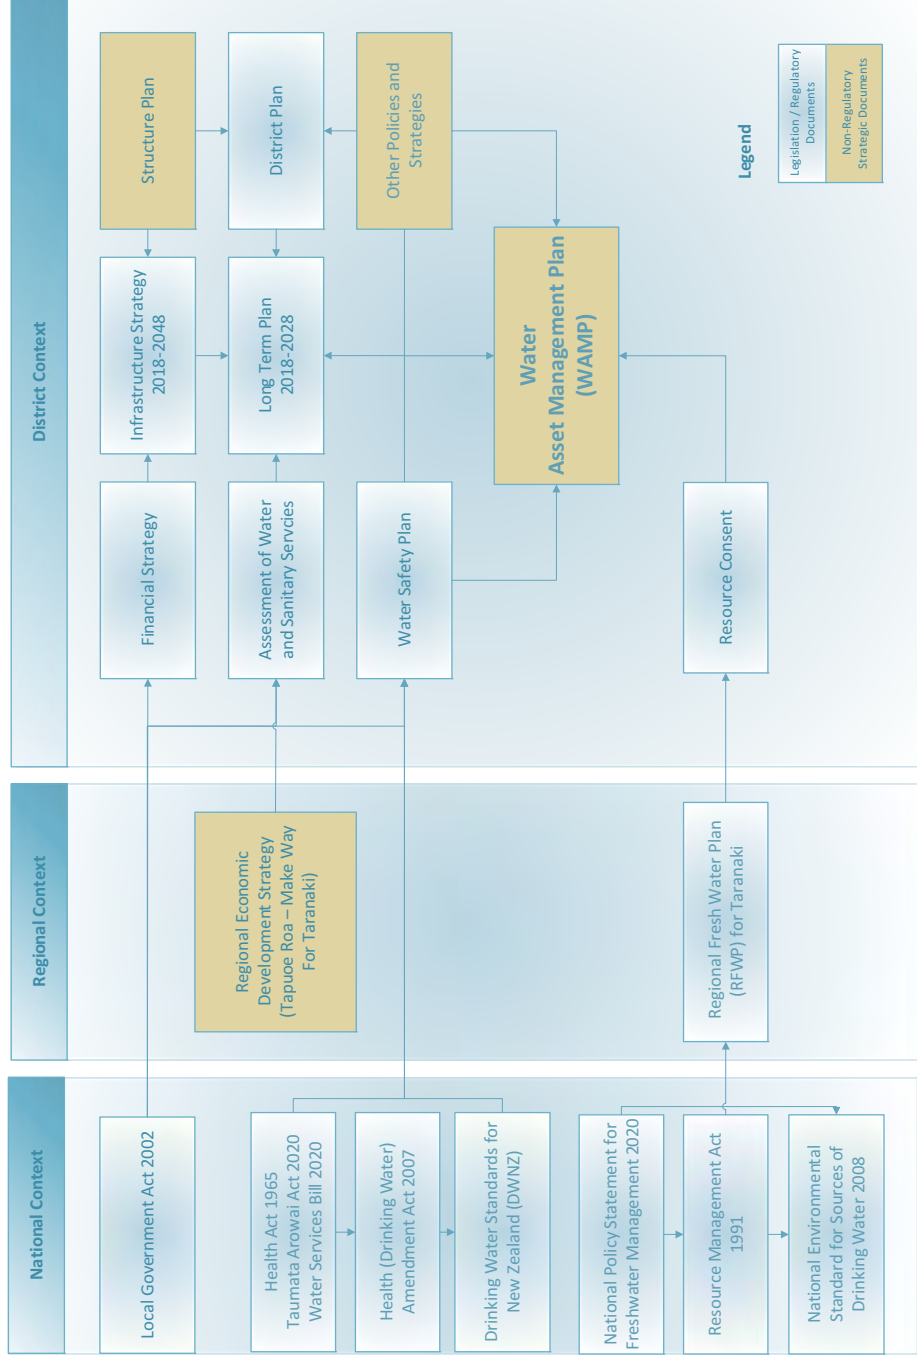 National Context
Local Government Act 2002
Health Act 1965
Taumata Arowai Act 2020
Water Services Bill 2020
Health (Drinking Water)
Amendment Act 2007
Drinking Water Standards for
New Zealand (DWNZ)
National Policy Statement for
Freshwater Management 2020
Resource Management Act
1991
National Environmental
Standard for Sources of
Drinking Water 2008
Regional Context
Regional Economic
Development Strategy
(Tapuoe Roa – Make Way
For Taranaki)
Regional Fresh Water Plan
(RFWP) for Taranaki
District Context
Financial Strategy
Infrastructure Strategy
2018-2048
Structure Plan
Assessment of Water
and Sanitary Servcies
Long Term Plan
2018-2028
District Plan
Water Safety Plan
Other Policies and
Strategies
Water
Asset Management Plan
(WAMP)
Resource Consent
Legend
Legislation / Regulatory
Documents
Non-Regulatory
Strategic Documents